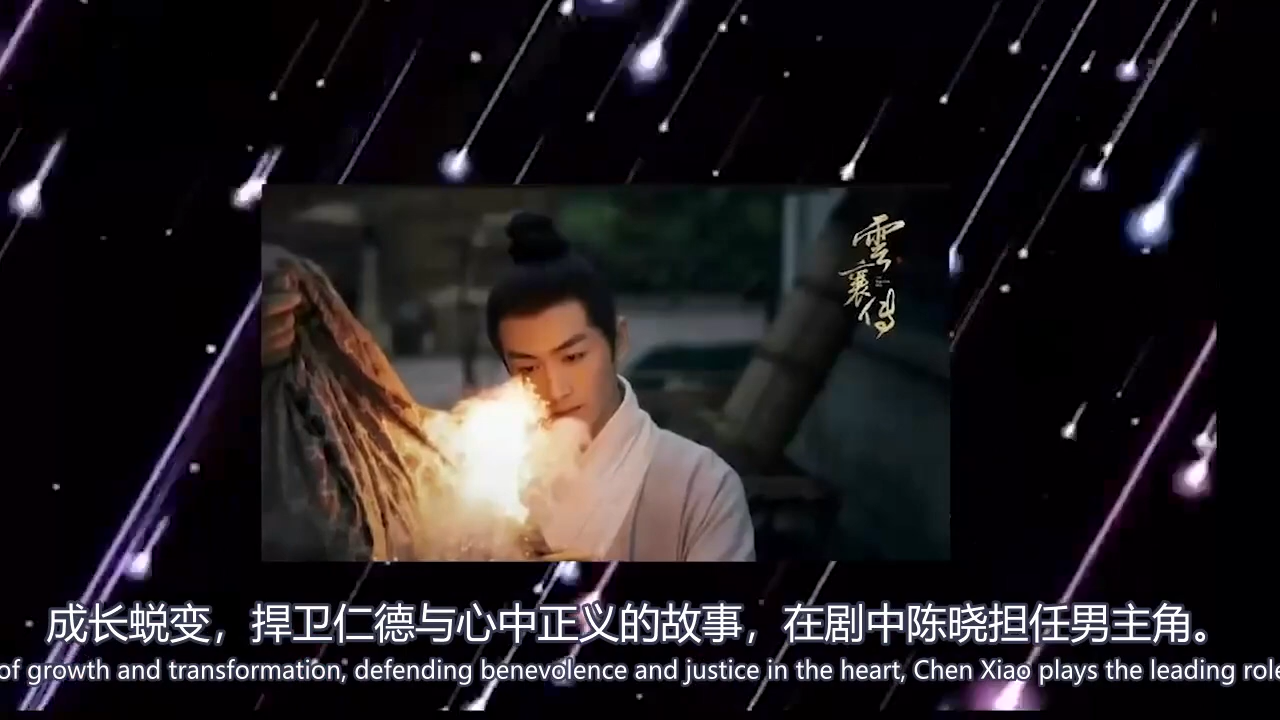 雲襄传
成长蜕变，捍卫仁德与心中正义的故事，在剧中陈晓担任男主角。
of growth and transformation, defending benevolence and justice in the heart, Chen Xiao plays the leading role